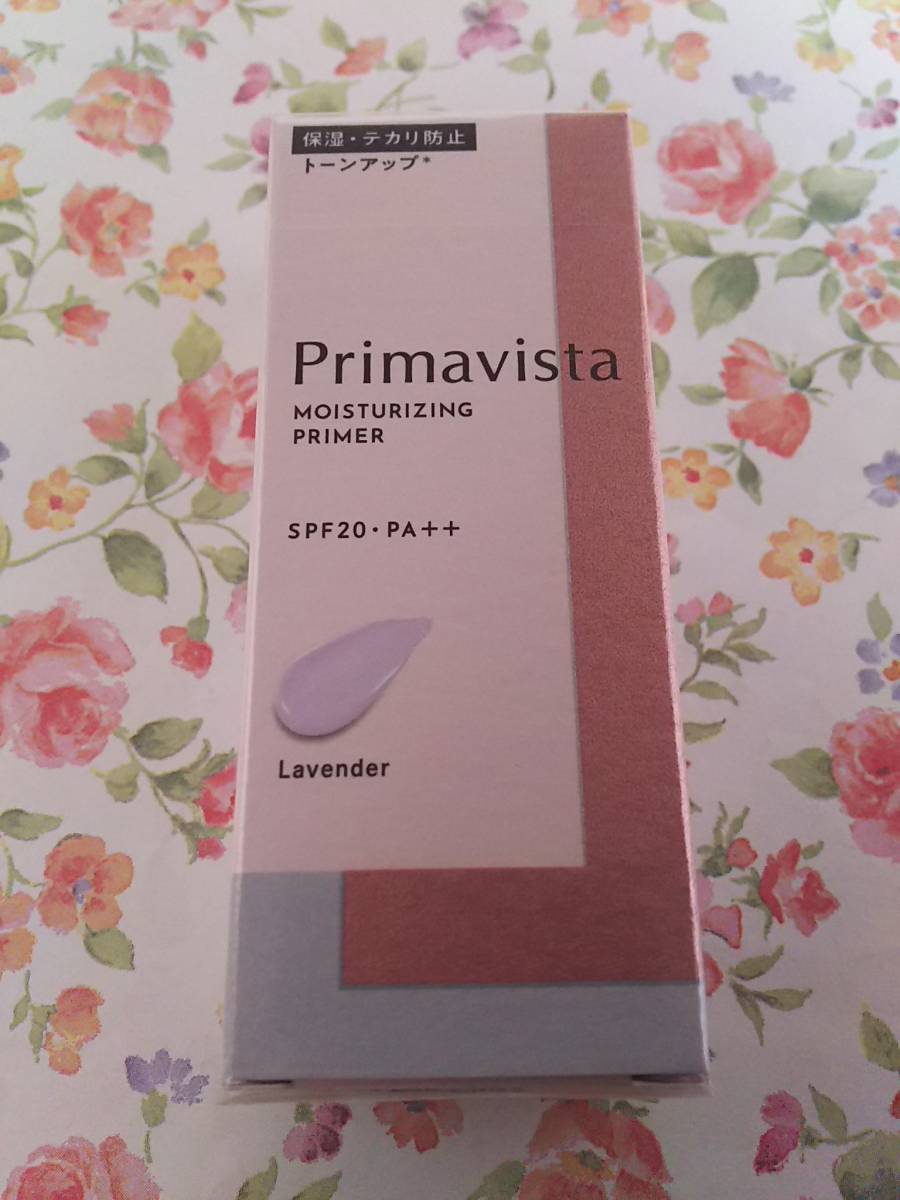 保湿・テカリ防止
トーンアップ*
Primavista
MOISTURIZING
PRIMER
SPF20・PA++
Lavender